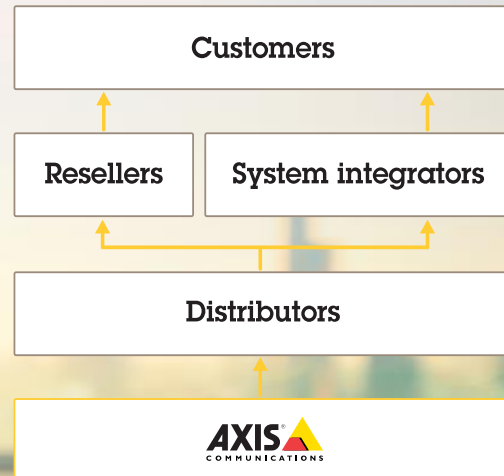 Customers
Resellers
System integrators
Distributors
AXIS
COMMUNICATIONS